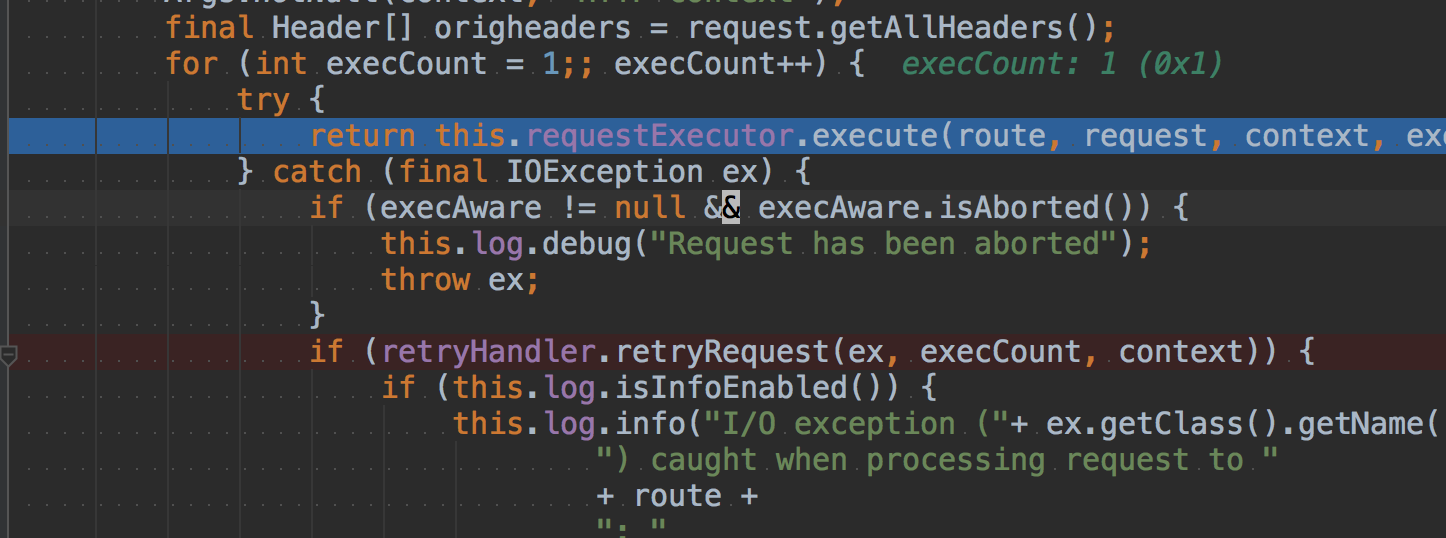 final Header[] origheaders = request.getAllHeaders();
for (int execCount = 1;; execCount++) {  execCount: 1 (0x1)
try {
return this.requestExecutor.execute(route, request, context, exe
} catch (final IOException ex) {
if (execAware != null && execAware.isAborted()) {
this.log.debug("Request has been aborted");
throw ex;
}
if (retryHandler.retryRequest(ex, execCount, context)) {
if (this.log.isInfoEnabled()) {
this.log.info("I/O exception ("+ ex.getClass().getName(
") caught when processing request to "
+ route +
": "